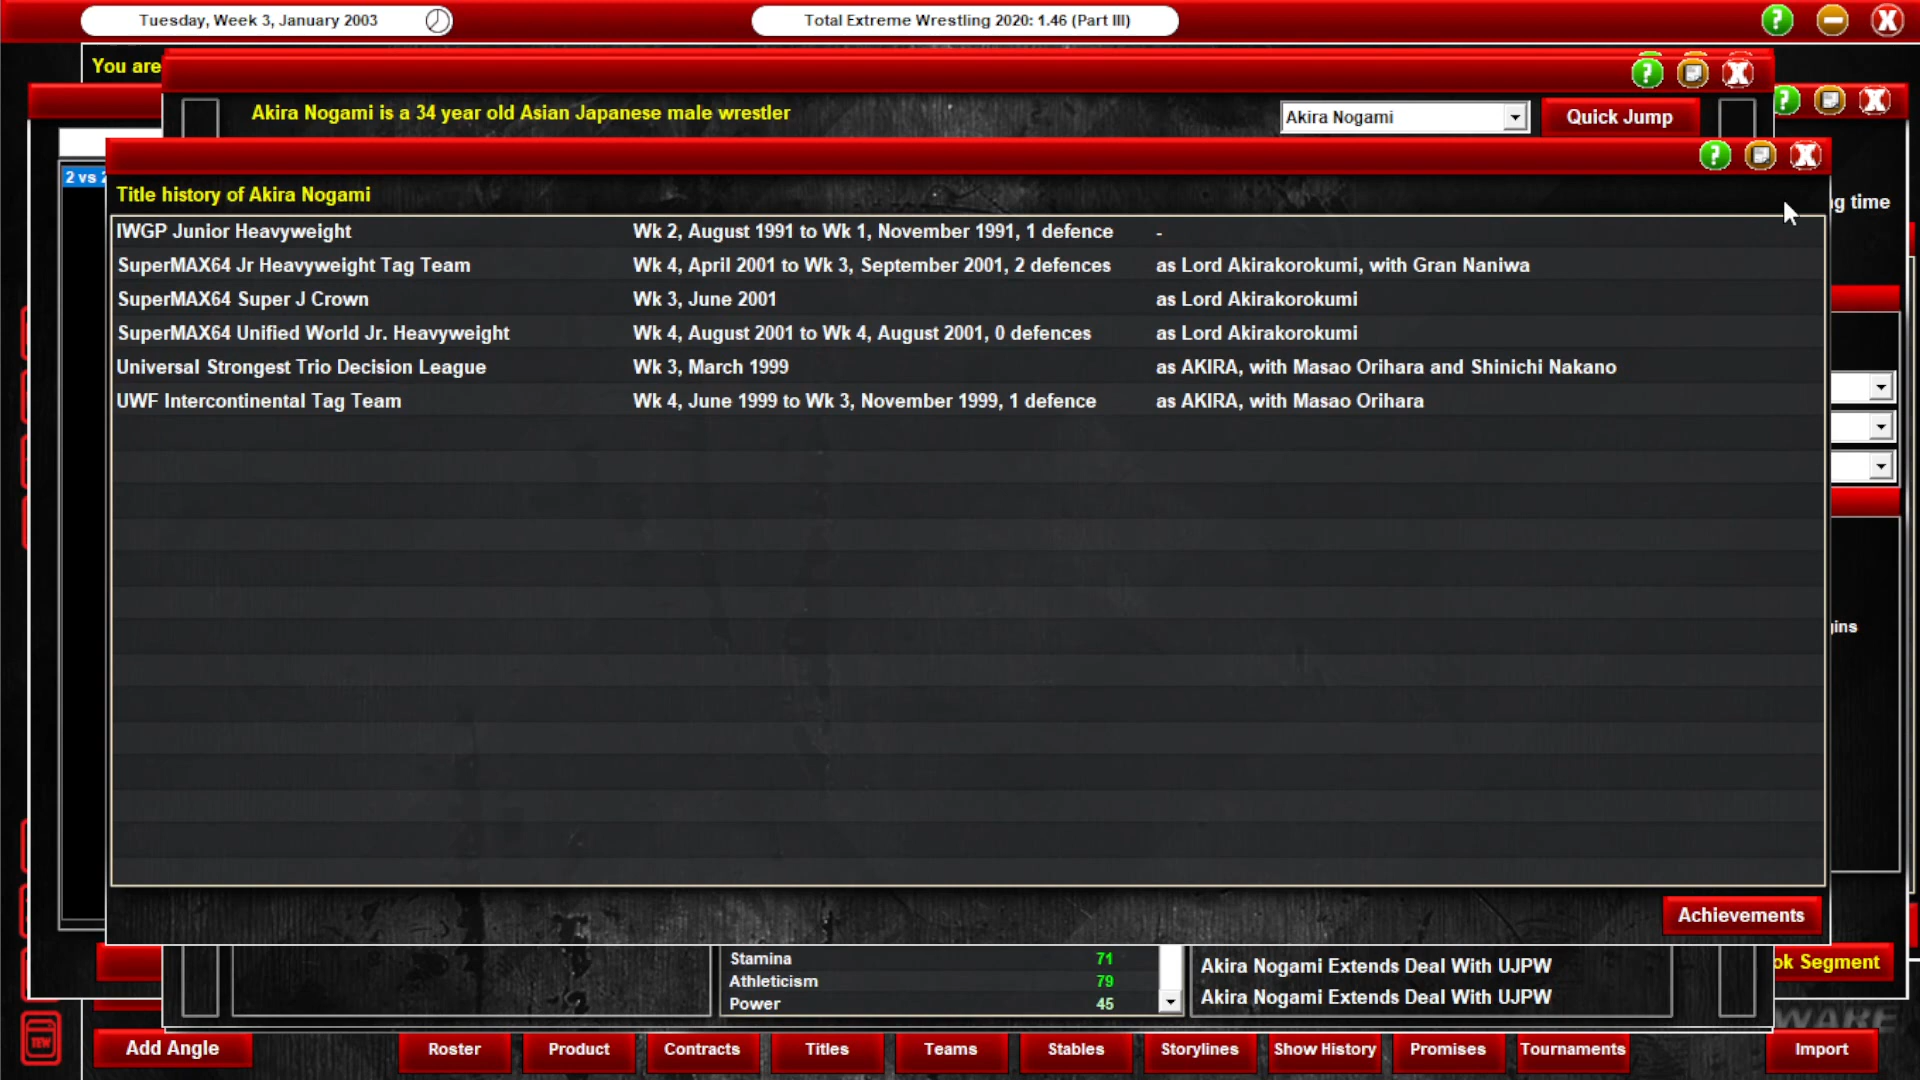 Tuesday, Week 3, January 2003
Total Extreme Wrestling 2020: 1.46 (Part III)
You are
Akira Nogami is a 34 year old Asian Japanese male wrestler
Akira Nogami
Quick Jump
2 vs 2
Title history of Akira Nogami
g time
IWGP Junior Heavyweight Wk 2, August 1991 to Wk 1, November 1991, 1 defence -
SuperMAX64 Jr Heavyweight Tag Team Wk 4, April 2001 to Wk 3, September 2001, 2 defences as Lord Akirakorokumi, with Gran Naniwa
SuperMAX64 Super J Crown Wk 3, June 2001 as Lord Akirakorokumi
SuperMAX64 Unified World Jr. Heavyweight Wk 4, August 2001 to Wk 4, August 2001, 0 defences as Lord Akirakorokumi
Universal Strongest Trio Decision League Wk 3, March 1999 as AKIRA, with Masao Orihara and Shinichi Nakano
UWF Intercontinental Tag Team Wk 4, June 1999 to Wk 3, November 1999, 1 defence as AKIRA, with Masao Orihara
gins
Achievements
Stamina 71
Athleticism 79
Power 45
Akira Nogami Extends Deal With UJPW
Akira Nogami Extends Deal With UJPW
ok Segment
WARE
TEW
Add Angle
Roster
Product
Contracts
Titles
Teams
Stables
Storylines
Show History
Promises
Tournaments
Import